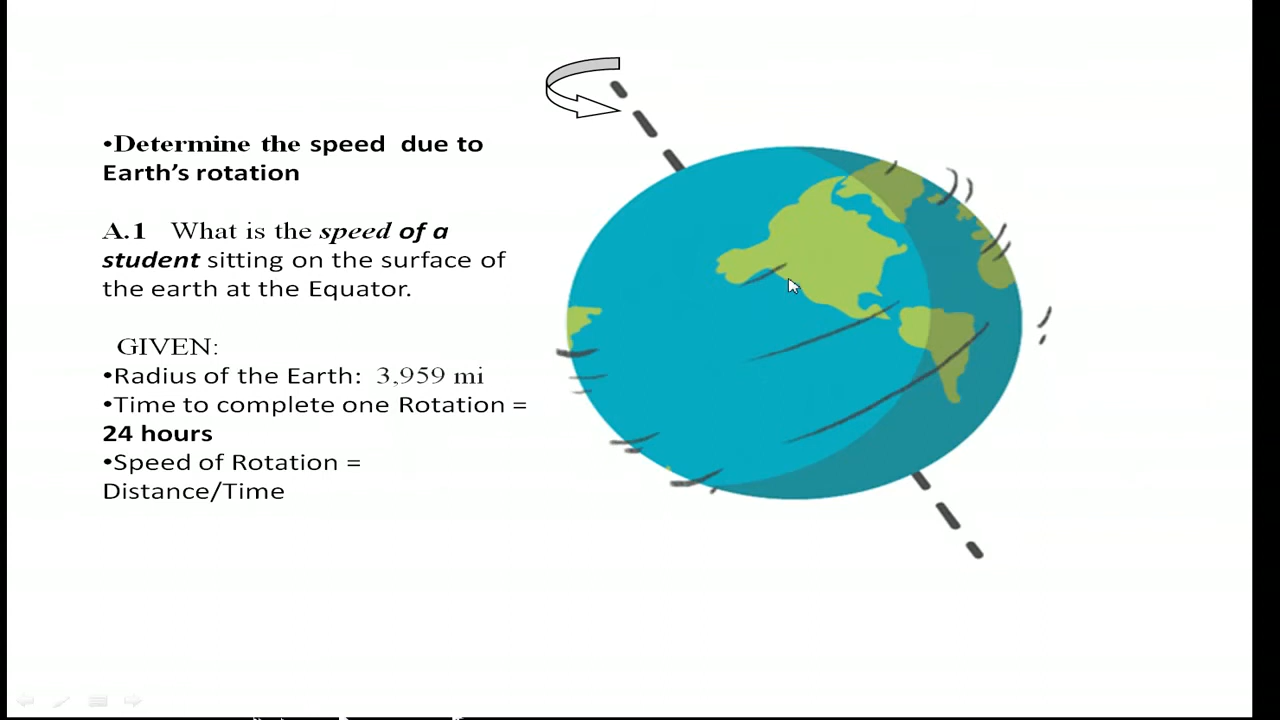 •Determine the speed due to
Earth's rotation
A.1 What is the speed of a
student sitting on the surface of
the earth at the Equator.
GIVEN:
•Radius of the Earth: 3,959 mi
•Time to complete one Rotation =
24 hours
•Speed of Rotation =
Distance/Time